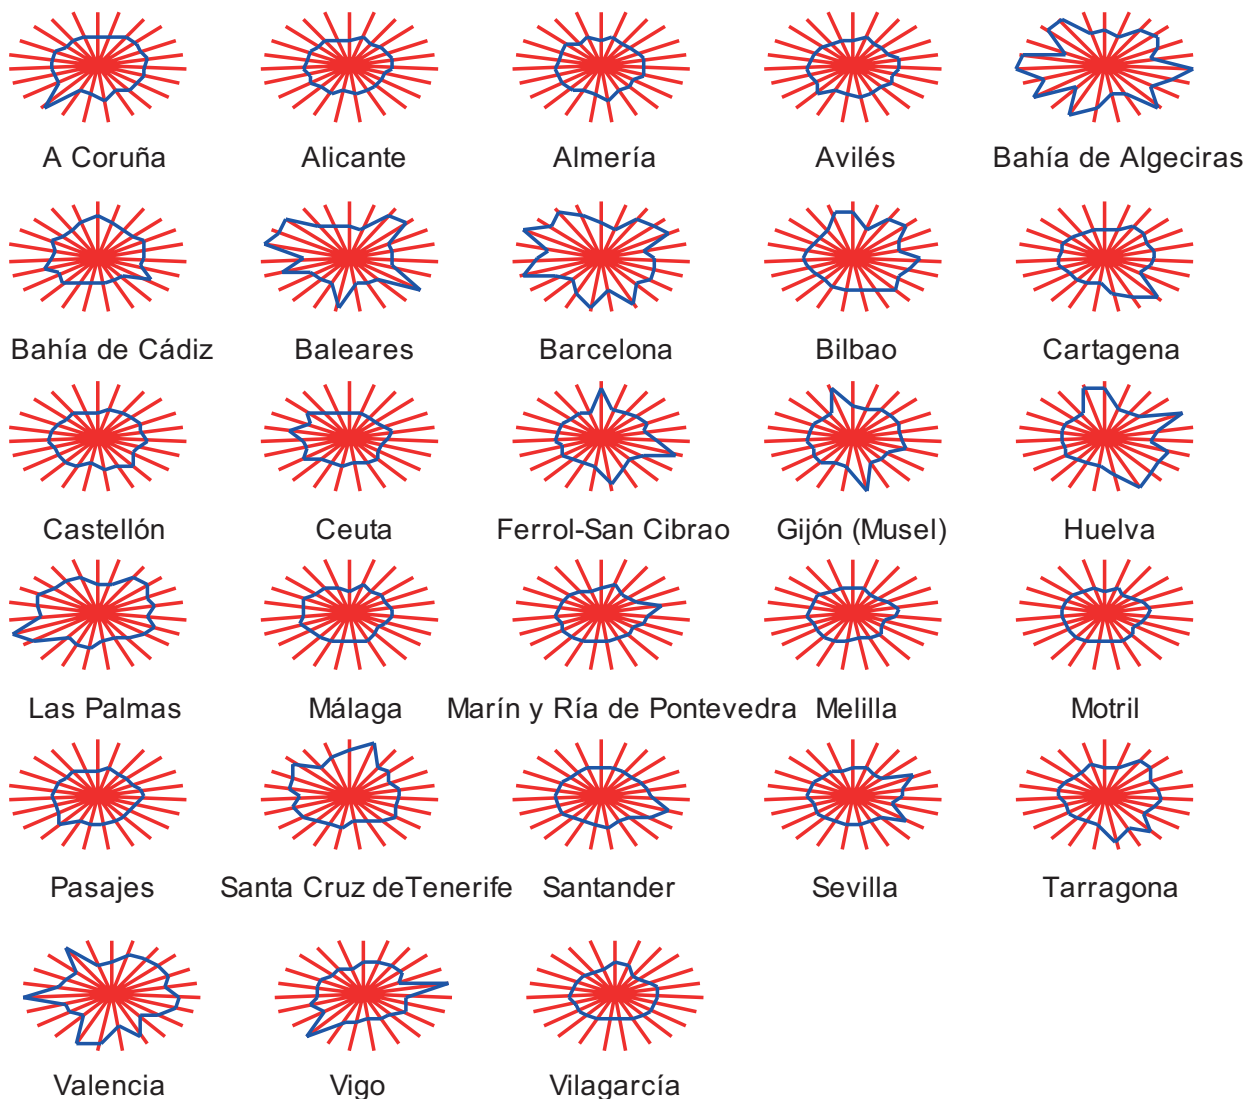 A Coruña Alicante Almería Avilés Bahía de Algeciras
Bahía de Cádiz Baleares Barcelona Bilbao Cartagena
Castellón Ceuta Ferrol-San Cibrao Gijón (Musel) Huelva
Las Palmas Málaga Marín y Ría de Pontevedra Melilla Motril
Pasajes Santa Cruz deTenerife Santander Sevilla Tarragona
Valencia Vigo Vilagarcía